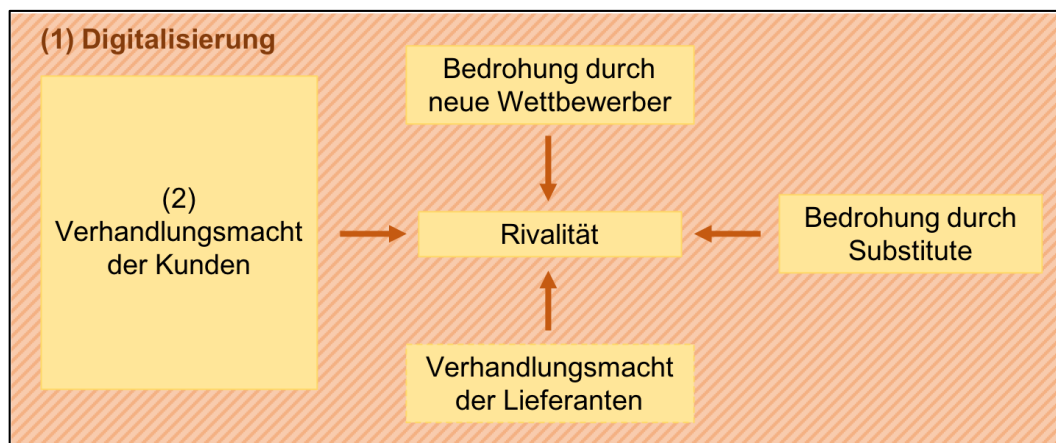 (1) Digitalisierung
Bedrohung durch
neue Wettbewerber
(2)
Verhandlungsmacht
der Kunden
Rivalität
Bedrohung durch
Substitute
Verhandlungsmacht
der Lieferanten